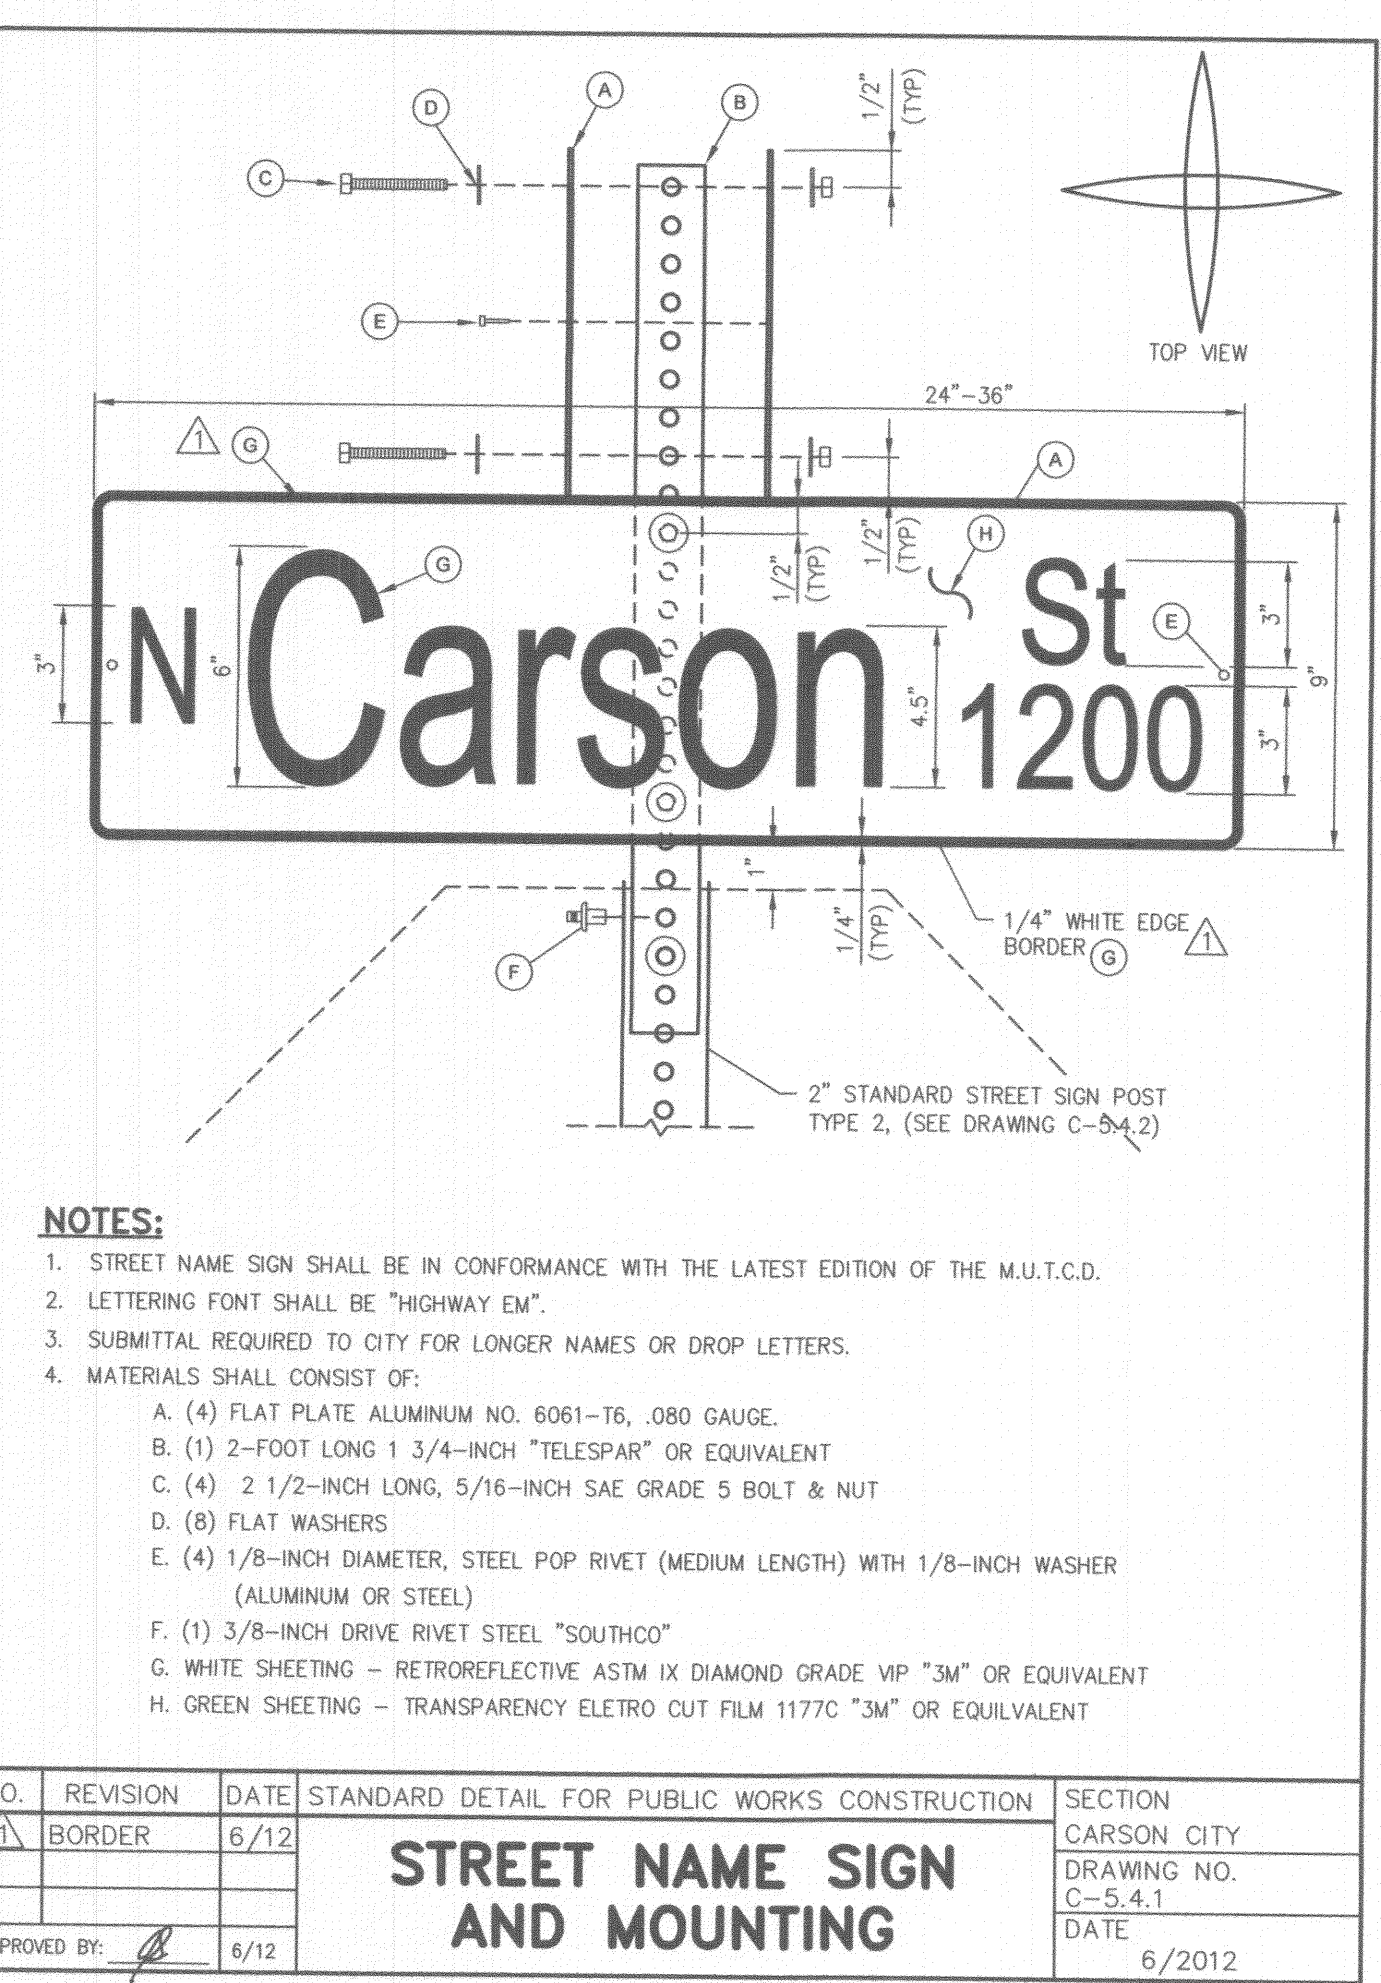 D
A
B
C
1/2"
(TYP)
E
TOP VIEW
24"-36"
1
G
A
1/2"
(TYP)
1/2"
(TYP)
H
G
N Carson St
1200
E
3"
6"
4.5"
3"
3"
9"
1"
1/4"
(TYP)
F
1/4" WHITE EDGE
BORDER G 1
2" STANDARD STREET SIGN POST
TYPE 2, (SEE DRAWING C-5.4.2)
NOTES:
1. STREET NAME SIGN SHALL BE IN CONFORMANCE WITH THE LATEST EDITION OF THE M.U.T.C.D.
2. LETTERING FONT SHALL BE "HIGHWAY EM".
3. SUBMITTAL REQUIRED TO CITY FOR LONGER NAMES OR DROP LETTERS.
4. MATERIALS SHALL CONSIST OF:
A. (4) FLAT PLATE ALUMINUM NO. 6061-T6, .080 GAUGE.
B. (1) 2-FOOT LONG 1 3/4-INCH "TELESPAR" OR EQUIVALENT
C. (4) 2 1/2-INCH LONG, 5/16-INCH SAE GRADE 5 BOLT & NUT
D. (8) FLAT WASHERS
E. (4) 1/8-INCH DIAMETER, STEEL POP RIVET (MEDIUM LENGTH) WITH 1/8-INCH WASHER
(ALUMINUM OR STEEL)
F. (1) 3/8-INCH DRIVE RIVET STEEL "SOUTHCO"
G. WHITE SHEETING - RETROREFLECTIVE ASTM IX DIAMOND GRADE VIP "3M" OR EQUIVALENT
H. GREEN SHEETING - TRANSPARENCY ELETRO CUT FILM 1177C "3M" OR EQUILVALENT
O. REVISION DATE
1 BORDER 6/12
PROVED BY: 6/12
STANDARD DETAIL FOR PUBLIC WORKS CONSTRUCTION
STREET NAME SIGN
AND MOUNTING
SECTION
CARSON CITY
DRAWING NO.
C-5.4.1
DATE
6/2012